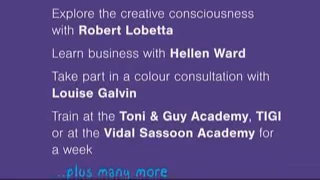 Explore the creative consciousness
with Robert Lobetta
Learn business with Hellen Ward
Take part in a colour consultation with
Louise Galvin
Train at the Toni & Guy Academy, TIGI
or at the Vidal Sassoon Academy for
a week
...plus many more